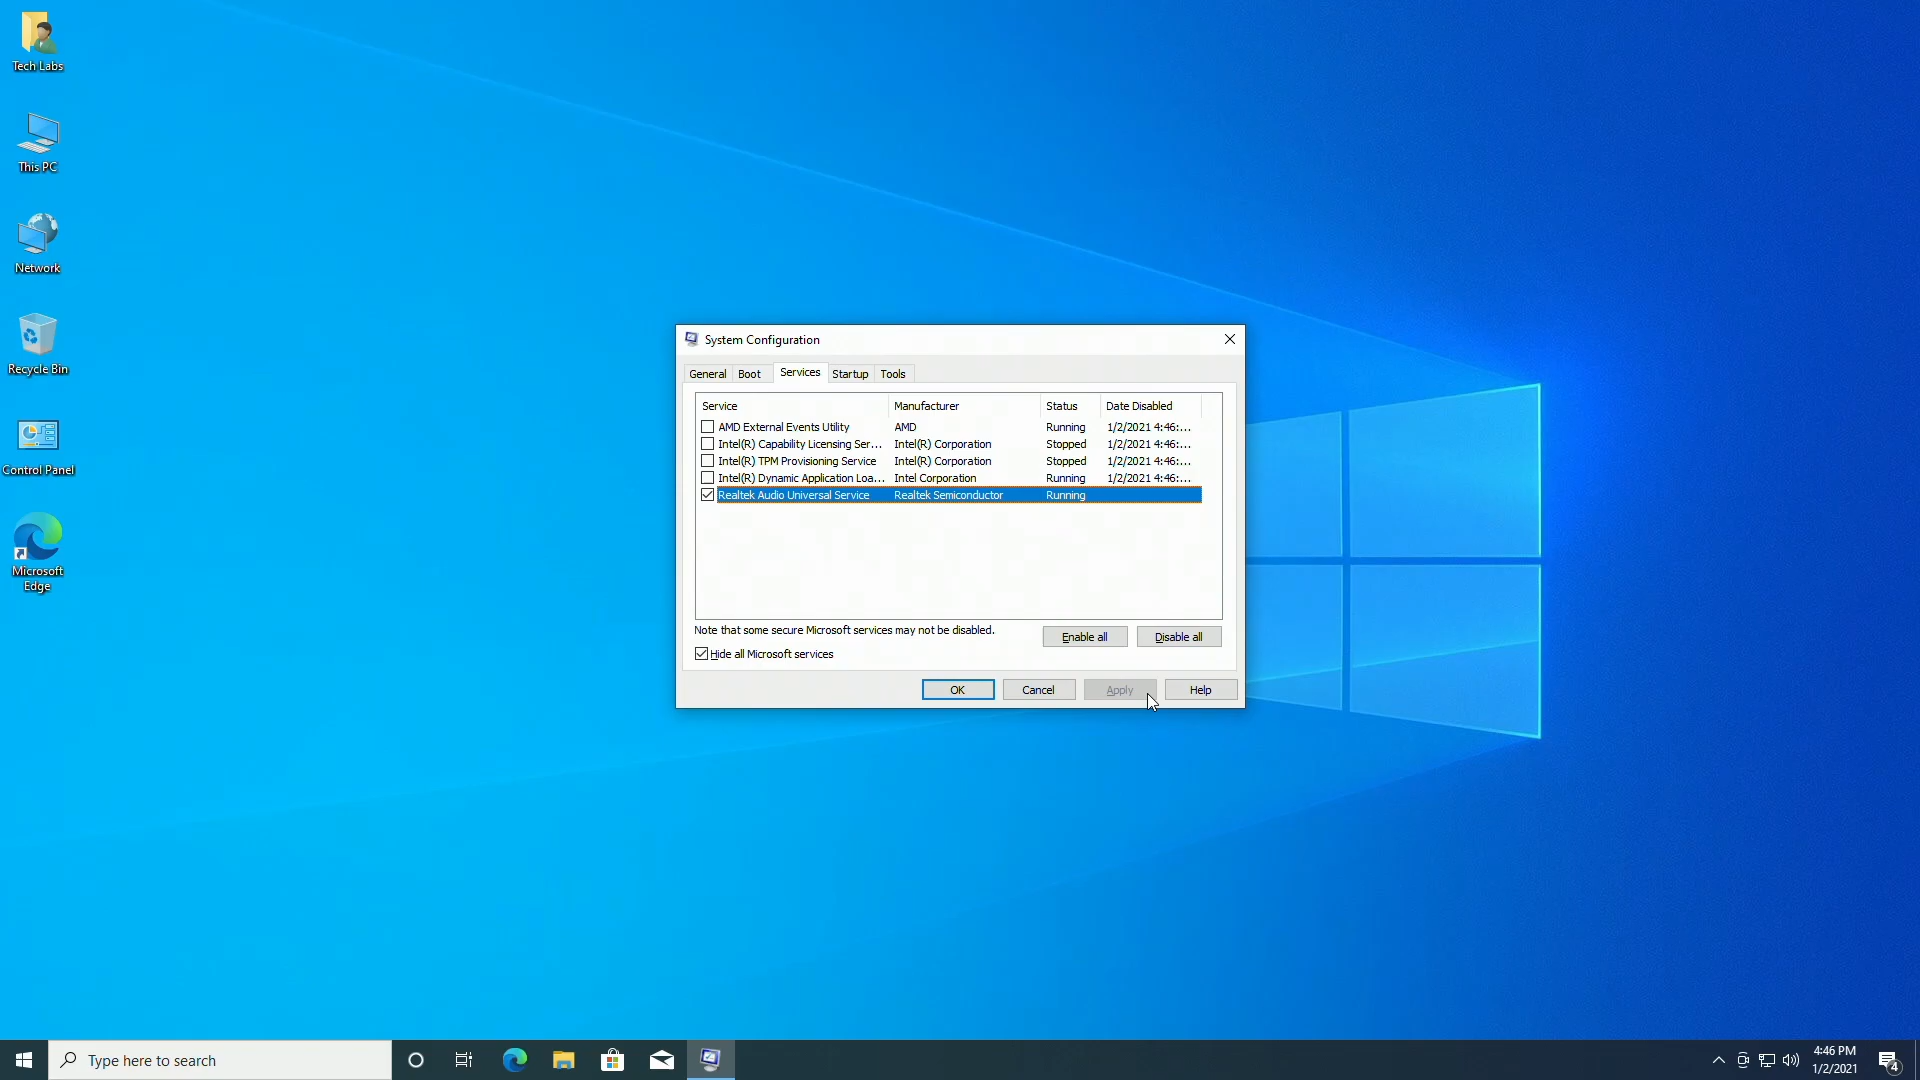 Tech Labs
This PC
Network
Recycle Bin
Control Panel
Microsoft
Edge
System Configuration
General Boot Services Startup Tools
Service Manufacturer Status Date Disabled
AMD External Events Utility AMD Running 1/2/2021 4:46:...
Intel(R) Capability Licensing Ser... Intel(R) Corporation Stopped 1/2/2021 4:46:...
Intel(R) TPM Provisioning Service Intel(R) Corporation Stopped 1/2/2021 4:46:...
Intel(R) Dynamic Application Loa... Intel Corporation Running 1/2/2021 4:46:...
Realtek Audio Universal Service Realtek Semiconductor Running
Note that some secure Microsoft services may not be disabled.
Enable all Disable all
Hide all Microsoft services
OK Cancel Apply Help
Type here to search
4:46 PM
1/2/2021
4